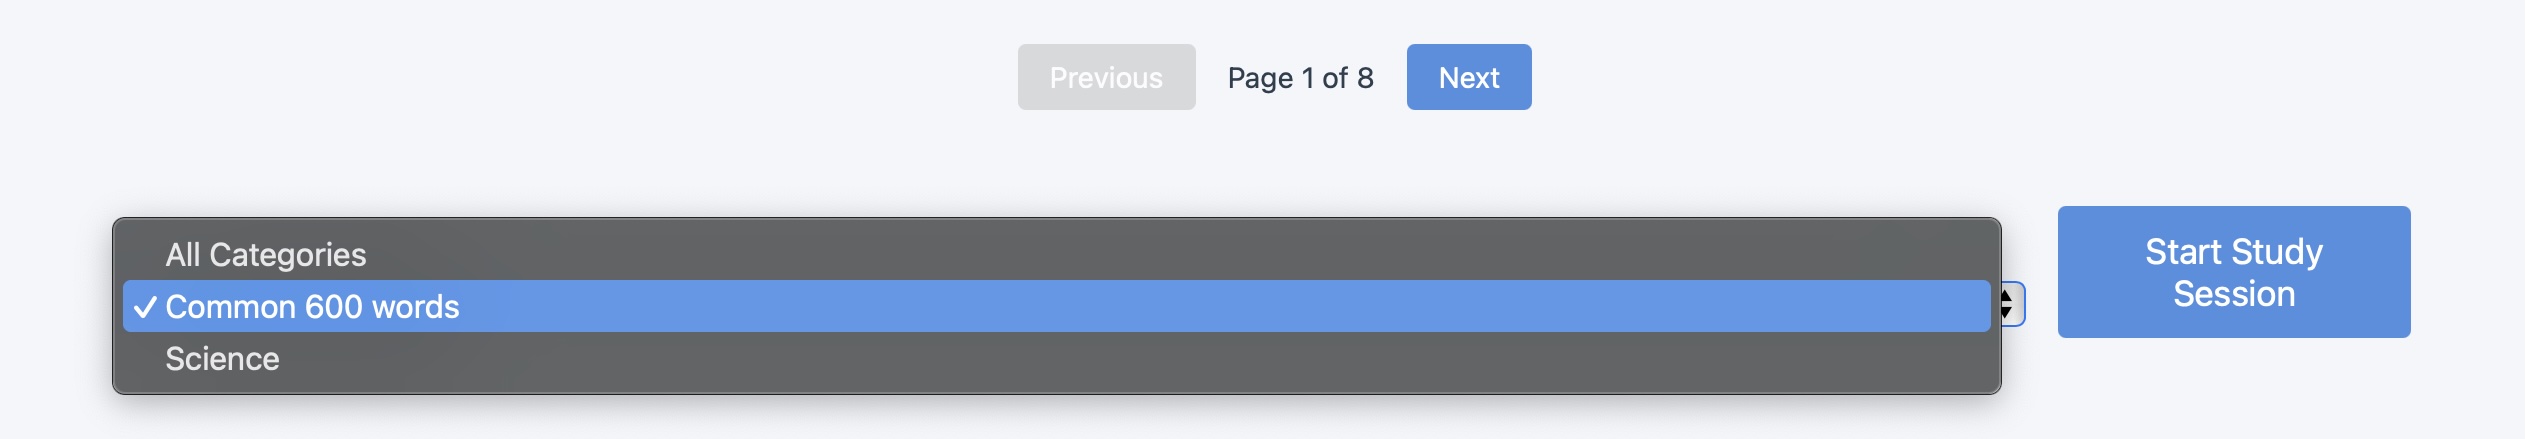 Previous
Page 1 of 8
Next
All Categories
✓ Common 600 words
Science
Start Study
Session